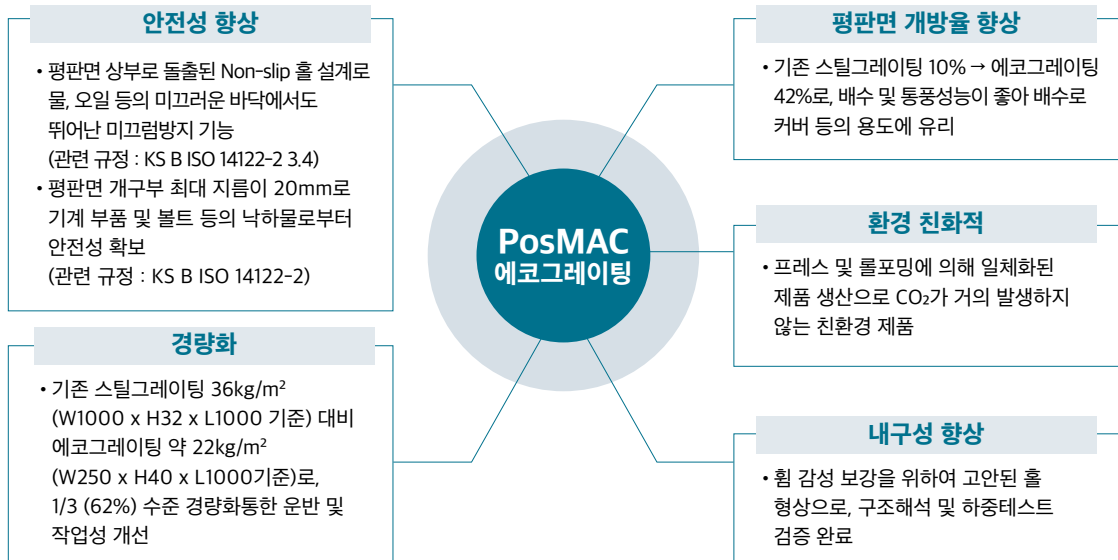 안전성 향상
• 평판면 상부로 돌출된 Non-slip 홀 설계로
물, 오일 등의 미끄러운 바닥에서도
뛰어난 미끄럼방지 기능
(관련 규정 : KS B ISO 14122-2 3.4)
• 평판면 개구부 최대 지름이 20mm로
기계 부품 및 볼트 등의 낙하물로부터
안전성 확보
(관련 규정 : KS B ISO 14122-2)
경량화
• 기존 스틸그레이팅 36kg/m²
(W1000 x H32 x L1000 기준) 대비
에코그레이팅 약 22kg/m²
(W250 x H40 x L1000기준)로,
1/3 (62%) 수준 경량화통한 운반 및
작업성 개선
PosMAC
에코그레이팅
평판면 개방율 향상
• 기존 스틸그레이팅 10% → 에코그레이팅
42%로, 배수 및 통풍성능이 좋아 배수로
커버 등의 용도에 유리
환경 친화적
• 프레스 및 롤포밍에 의해 일체화된
제품 생산으로 CO₂가 거의 발생하지
않는 친환경 제품
내구성 향상
• 휨 감성 보강을 위하여 고안된 홀
형상으로, 구조해석 및 하중테스트
검증 완료